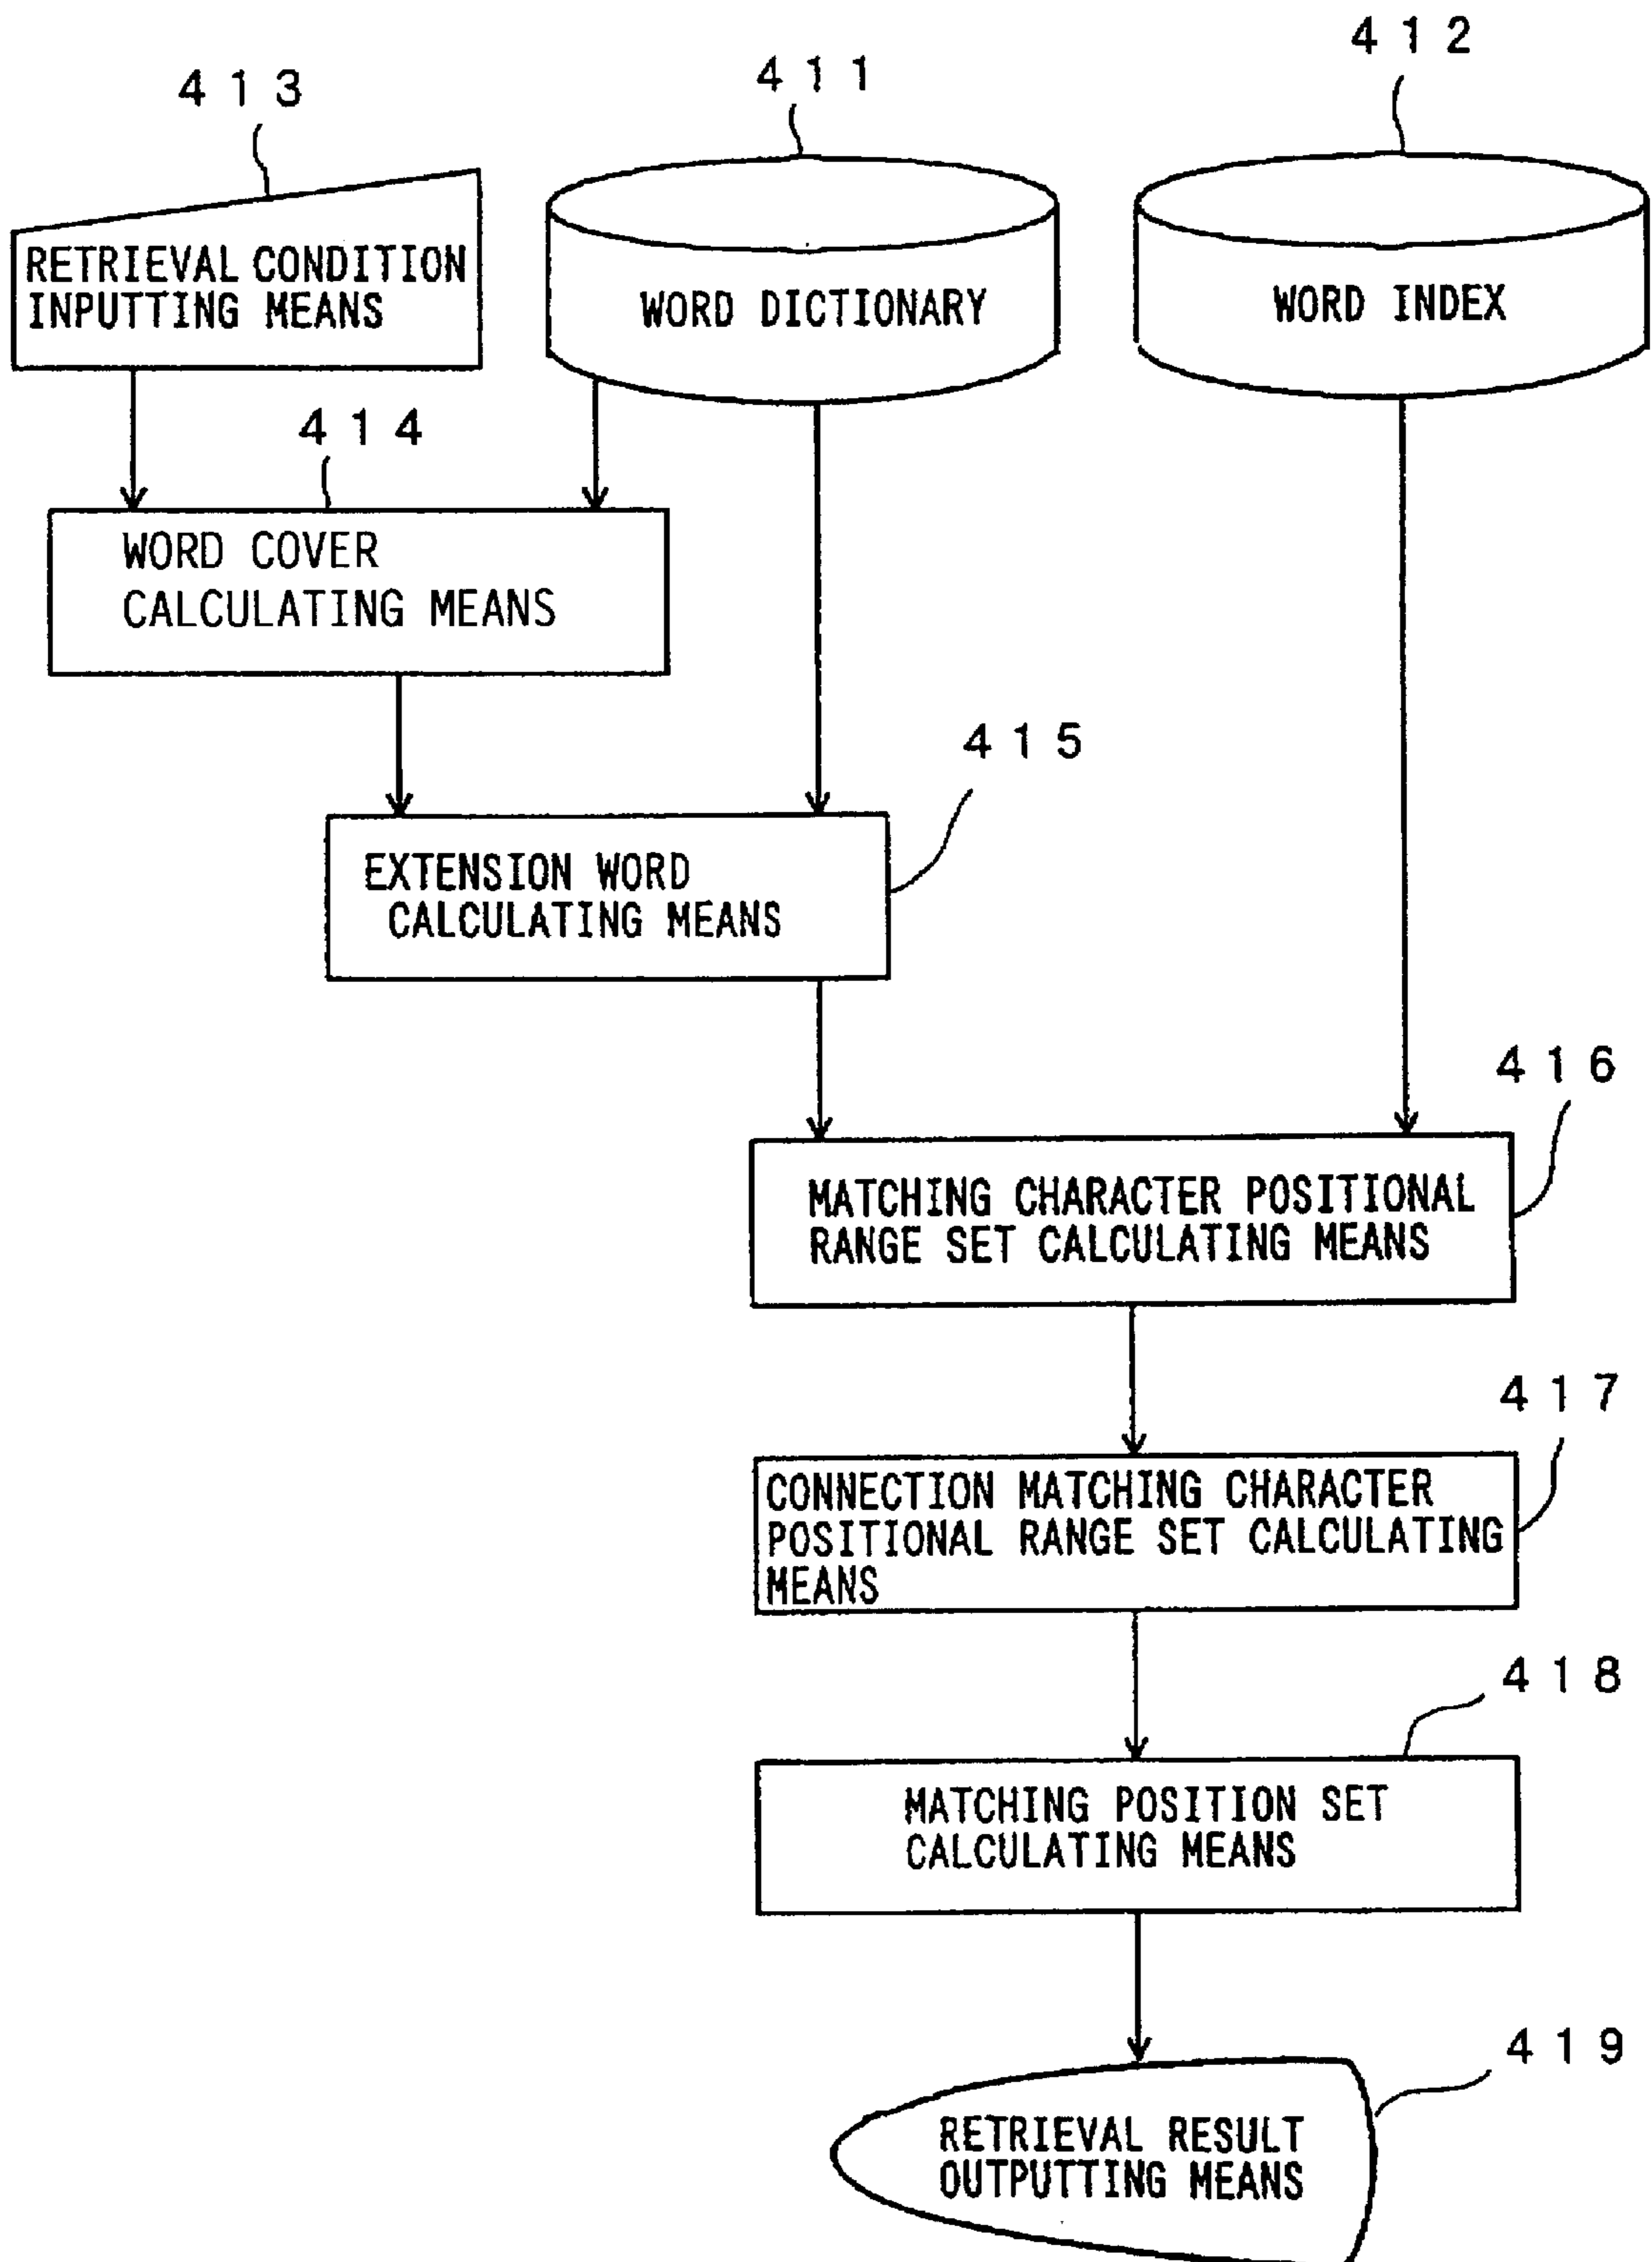 412
411
413
RETRIEVAL CONDITION
INPUTTING MEANS
WORD DICTIONARY
WORD INDEX
414
WORD COVER
CALCULATING MEANS
415
EXTENSION WORD
CALCULATING MEANS
416
MATCHING CHARACTER POSITIONAL
RANGE SET CALCULATING MEANS
417
CONNECTION MATCHING CHARACTER
POSITIONAL RANGE SET CALCULATING
MEANS
418
MATCHING POSITION SET
CALCULATING MEANS
419
RETRIEVAL RESULT
OUTPUTTING MEANS